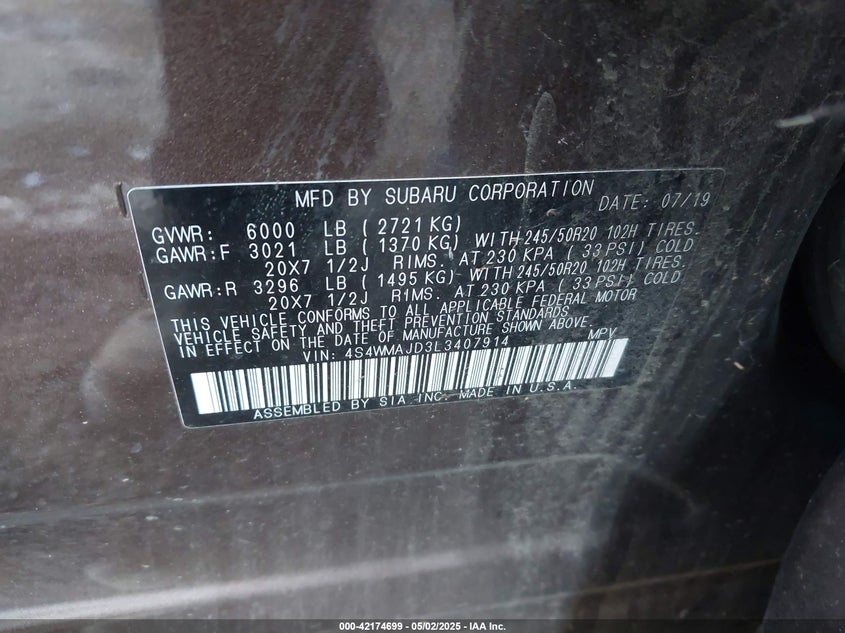 MFD BY SUBARU CORPORATION DATE: 07/19
GVWR: 6000 LB ( 2721 KG)
GAWR:F 3021 LB ( 1370 KG) WITH 245/50R20 102H TIRES.
20X7 1/2J RIMS. AT 230 KPA ( 33 PSI) COLD
GAWR:R 3296 LB ( 1495 KG) WITH 245/50R20 102H TIRES.
20X7 1/2J RIMS. AT 230 KPA ( 33 PSI) COLD
THIS VEHICLE CONFORMS TO ALL APPLICABLE FEDERAL MOTOR
VEHICLE SAFETY AND THEFT PREVENTION STANDARDS
IN EFFECT ON THE DATE OF MANUFACTURE SHOWN ABOVE.
VIN: 4S4WMAJD3L3407914 MPV
ASSEMBLED BY SIA INC. MADE IN U.S.A.
000-42174699 — 05/02/2025 — IAA Inc.